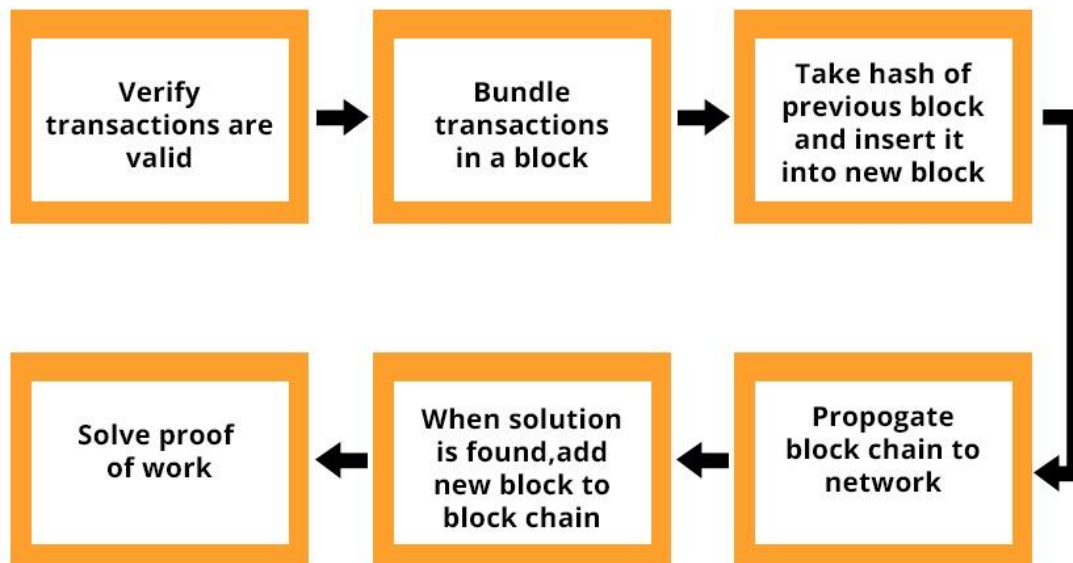 Verify
transactions are
valid
Bundle
transactions
in a block
Take hash of
previous block
and insert it
into new block
Propogate
block chain to
network
When solution
is found,add
new block to
block chain
Solve proof
of work